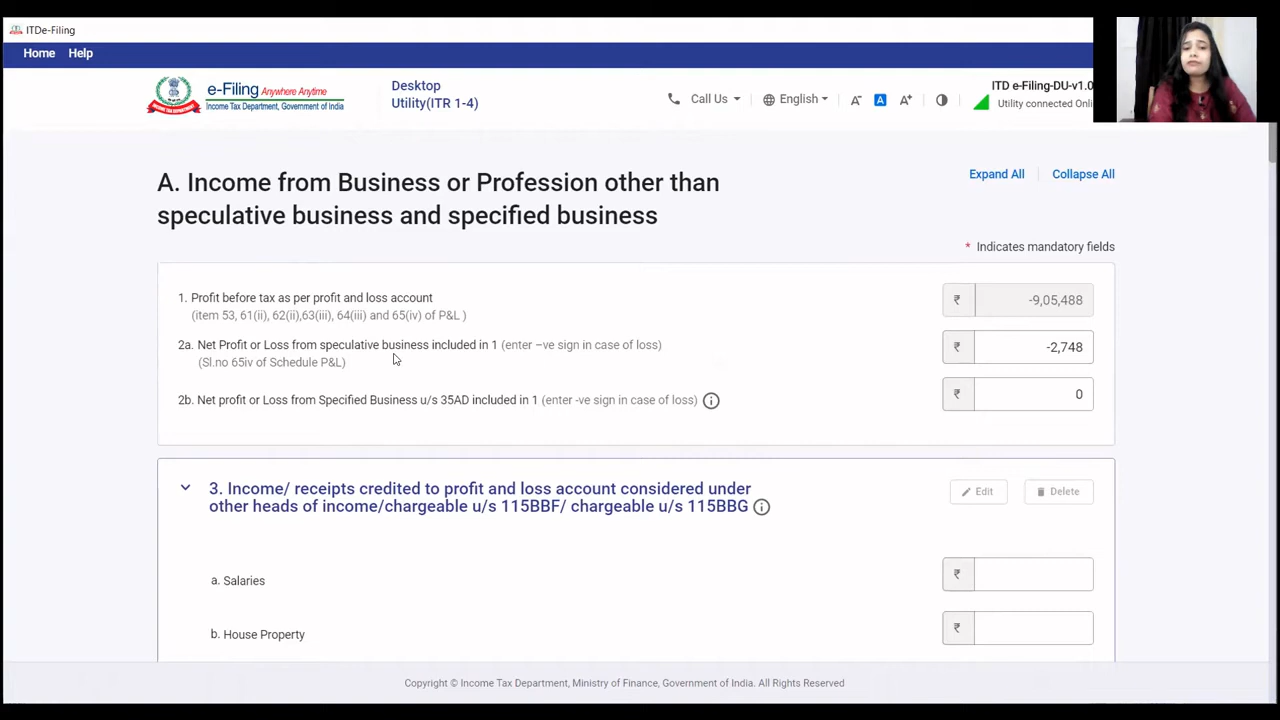 ITDe-Filing
Home Help
e-Filing Anywhere Anytime
Income Tax Department, Government of India
Desktop
Utility(ITR 1-4)
Call Us
English
A- A A+
ITD e-Filing-DU-v1.0
Utility connected Onli
A. Income from Business or Profession other than
speculative business and specified business
Expand All Collapse All
* Indicates mandatory fields
1. Profit before tax as per profit and loss account
(item 53, 61(ii), 62(ii),63(iii), 64(iii) and 65(iv) of P&L )
₹ -9,05,488
2a. Net Profit or Loss from speculative business included in 1 (enter –ve sign in case of loss)
(Sl.no 65iv of Schedule P&L)
₹ -2,748
2b. Net profit or Loss from Specified Business u/s 35AD included in 1 (enter -ve sign in case of loss)
₹ 0
3. Income/ receipts credited to profit and loss account considered under
other heads of income/chargeable u/s 115BBF/ chargeable u/s 115BBG
Edit Delete
a. Salaries ₹
b. House Property ₹
Copyright © Income Tax Department, Ministry of Finance, Government of India. All Rights Reserved